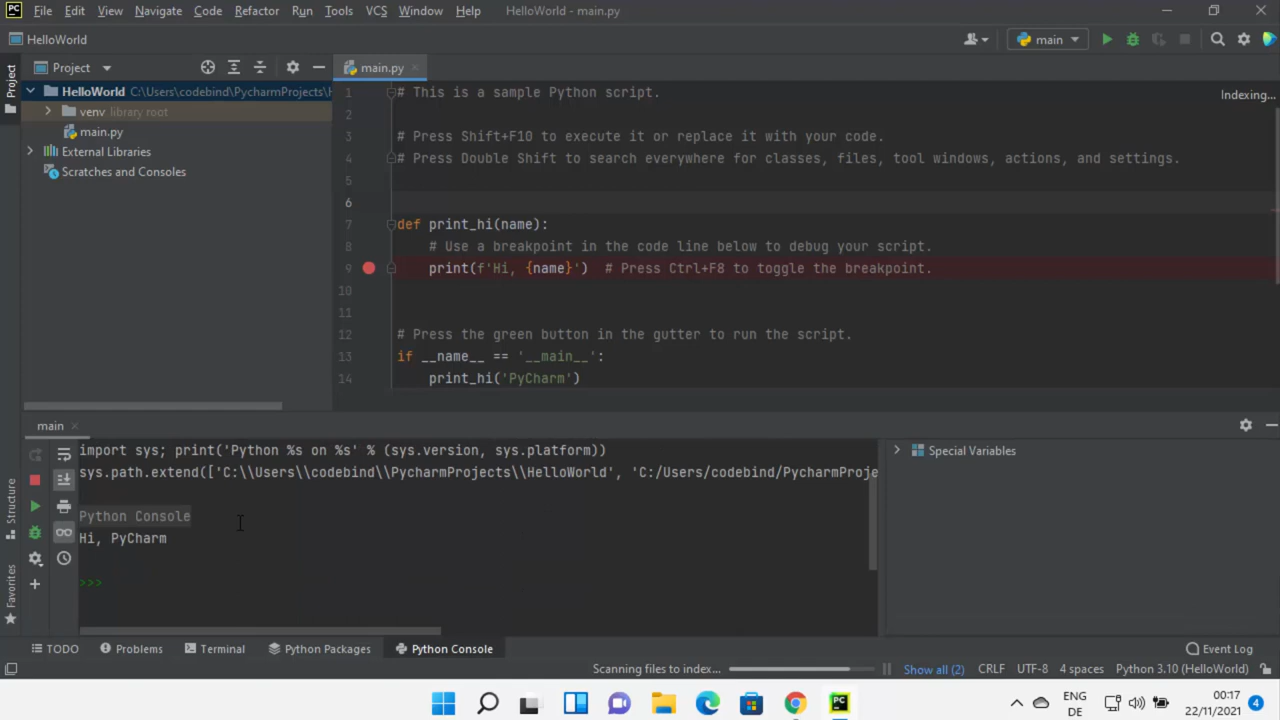 PC File Edit View Navigate Code Refactor Run Tools VCS Window Help HelloWorld - main.py
HelloWorld
main
Project
Project
main.py
HelloWorld C:\Users\codebind\PycharmProjects\H
venv library root
main.py
External Libraries
Scratches and Consoles
Indexing...
1 # This is a sample Python script.
2
3 # Press Shift+F10 to execute it or replace it with your code.
4 # Press Double Shift to search everywhere for classes, files, tool windows, actions, and settings.
5
6
7 def print_hi(name):
8 # Use a breakpoint in the code line below to debug your script.
9 print(f'Hi, {name}') # Press Ctrl+F8 to toggle the breakpoint.
10
11
12 # Press the green button in the gutter to run the script.
13 if __name__ == '__main__':
14 print_hi('PyCharm')
main
import sys; print('Python %s on %s' % (sys.version, sys.platform))
sys.path.extend(['C:\\Users\\codebind\\PycharmProjects\\HelloWorld', 'C:/Users/codebind/PycharmProje
Python Console
Hi, PyCharm
>>>
Special Variables
Structure
Favorites
TODO Problems Terminal Python Packages Python Console Event Log
Scanning files to index... Show all (2) CRLF UTF-8 4 spaces Python 3.10 (HelloWorld)
PC
ENG
DE
00:17
22/11/2021
4